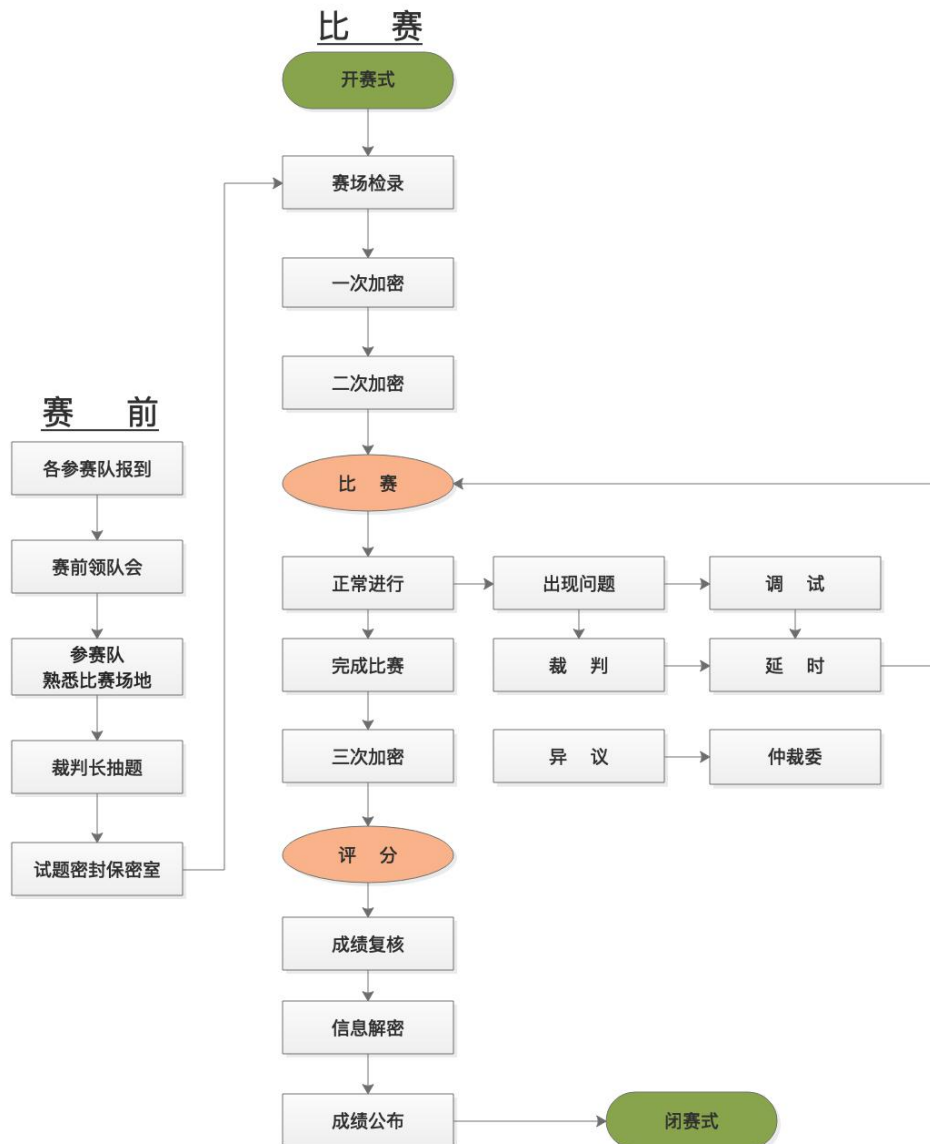 比 赛
开赛式
赛场检录
一次加密
二次加密
赛 前
各参赛队报到
比 赛
赛前领队会
正常进行
出现问题
调 试
参赛队
熟悉比赛场地
完成比赛
裁 判
延 时
裁判长抽题
三次加密
异 议
仲裁委
试题密封保密室
评 分
成绩复核
信息解密
成绩公布
闭赛式